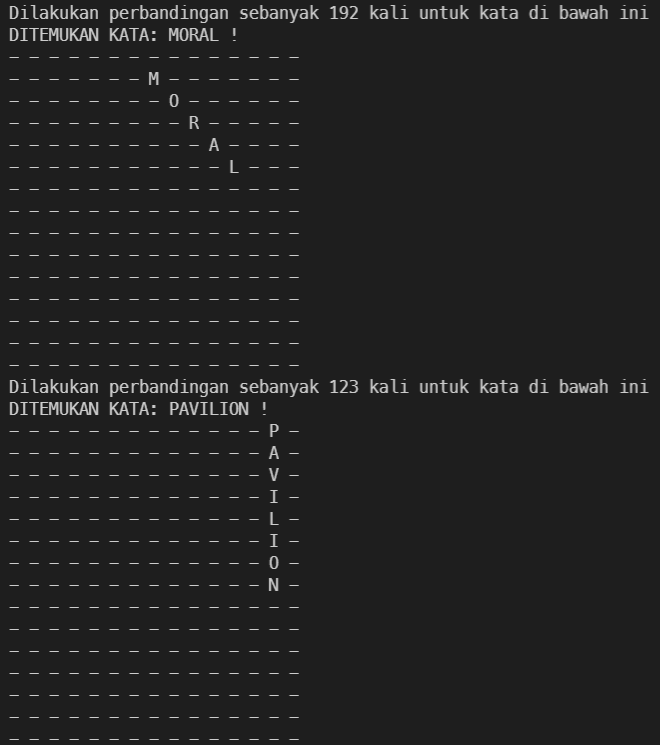 Dilakukan perbandingan sebanyak 192 kali untuk kata di bawah ini
DITEMUKAN KATA: MORAL !
- - - - - - - - - - - - - - -
- - - - - - - M - - - - - - -
- - - - - - - - O - - - - - -
- - - - - - - - - R - - - - -
- - - - - - - - - - A - - - -
- - - - - - - - - - - L - - -
- - - - - - - - - - - - - - -
- - - - - - - - - - - - - - -
- - - - - - - - - - - - - - -
- - - - - - - - - - - - - - -
- - - - - - - - - - - - - - -
- - - - - - - - - - - - - - -
- - - - - - - - - - - - - - -
- - - - - - - - - - - - - - -
- - - - - - - - - - - - - - -
Dilakukan perbandingan sebanyak 123 kali untuk kata di bawah ini
DITEMUKAN KATA: PAVILION !
- - - - - - - - - - - - - P -
- - - - - - - - - - - - - A -
- - - - - - - - - - - - - V -
- - - - - - - - - - - - - I -
- - - - - - - - - - - - - L -
- - - - - - - - - - - - - I -
- - - - - - - - - - - - - O -
- - - - - - - - - - - - - N -
- - - - - - - - - - - - - - -
- - - - - - - - - - - - - - -
- - - - - - - - - - - - - - -
- - - - - - - - - - - - - - -
- - - - - - - - - - - - - - -
- - - - - - - - - - - - - - -
- - - - - - - - - - - - - - -